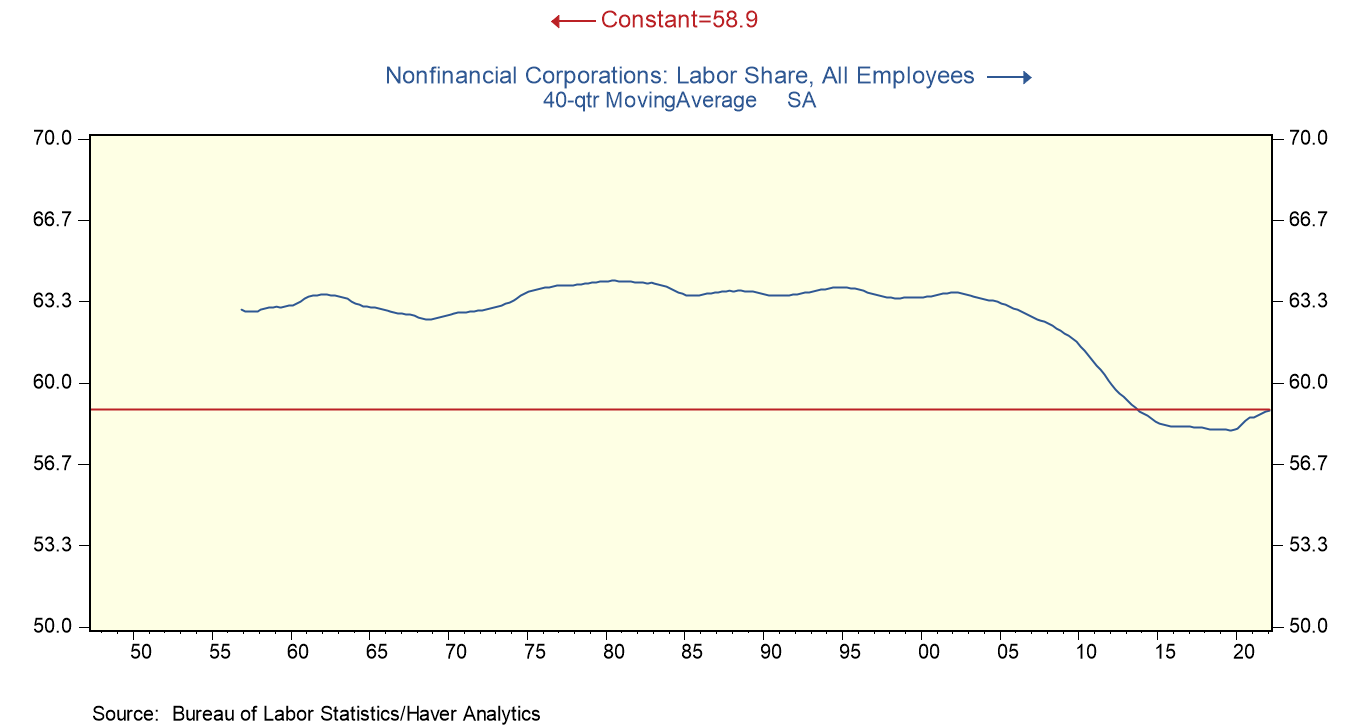 Constant=58.9
Nonfinancial Corporations: Labor Share, All Employees
40-qtr MovingAverage SA
70.0 70.0
66.7 66.7
63.3 63.3
60.0 60.0
56.7 56.7
53.3 53.3
50.0 50.0
50 55 60 65 70 75 80 85 90 95 00 05 10 15 20
Source: Bureau of Labor Statistics/Haver Analytics